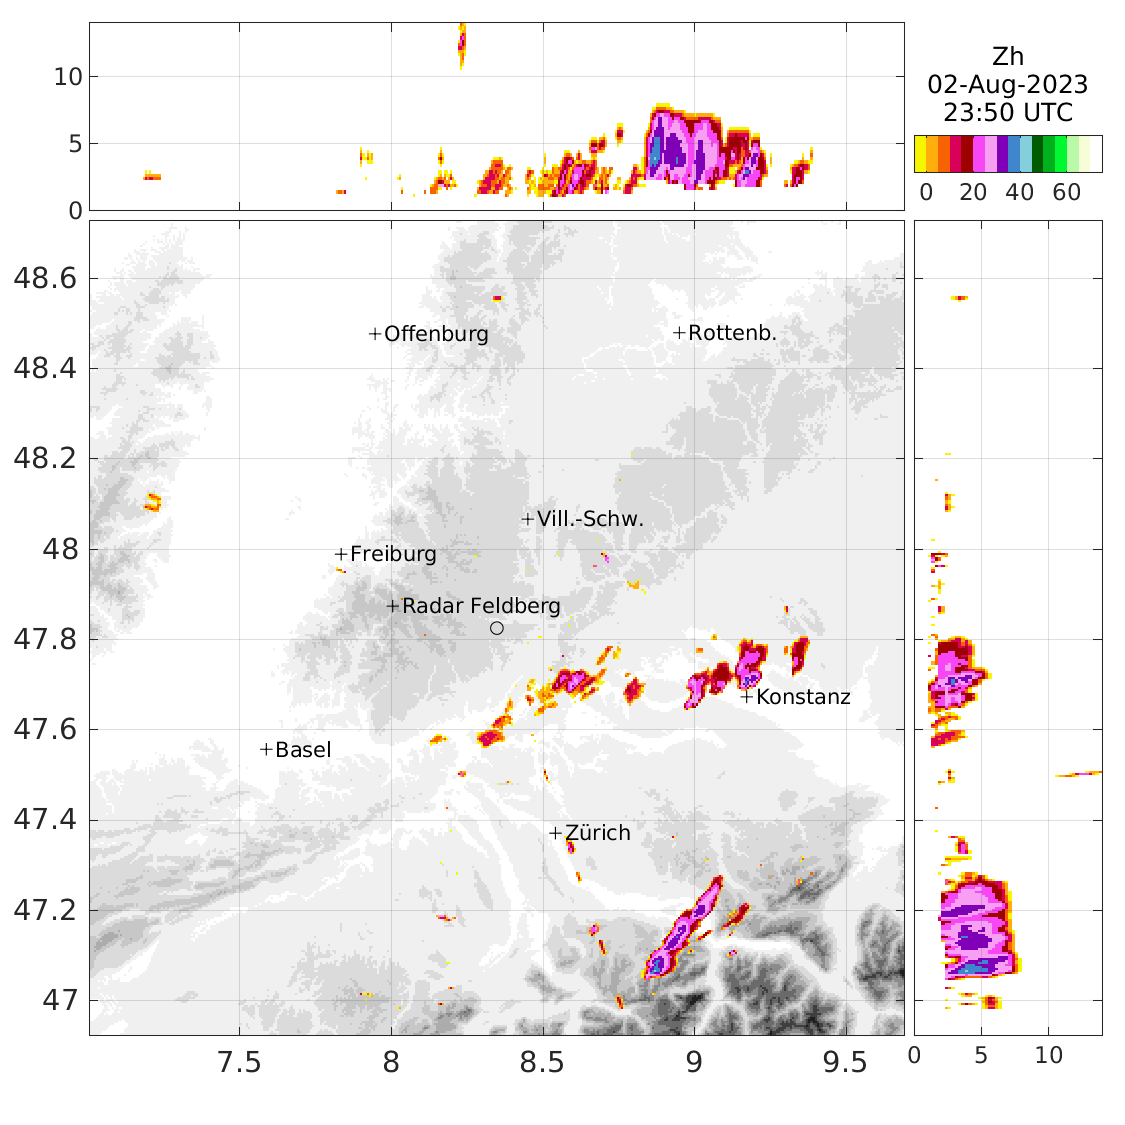 10
5
0
Zh
02-Aug-2023
23:50 UTC
0 20 40 60
48.6
48.4
48.2
48
47.8
47.6
47.4
47.2
47
Offenburg
Rottenb.
Vill.-Schw.
Freiburg
Radar Feldberg
Konstanz
Basel
Zürich
7.5 8 8.5 9 9.5
0 5 10